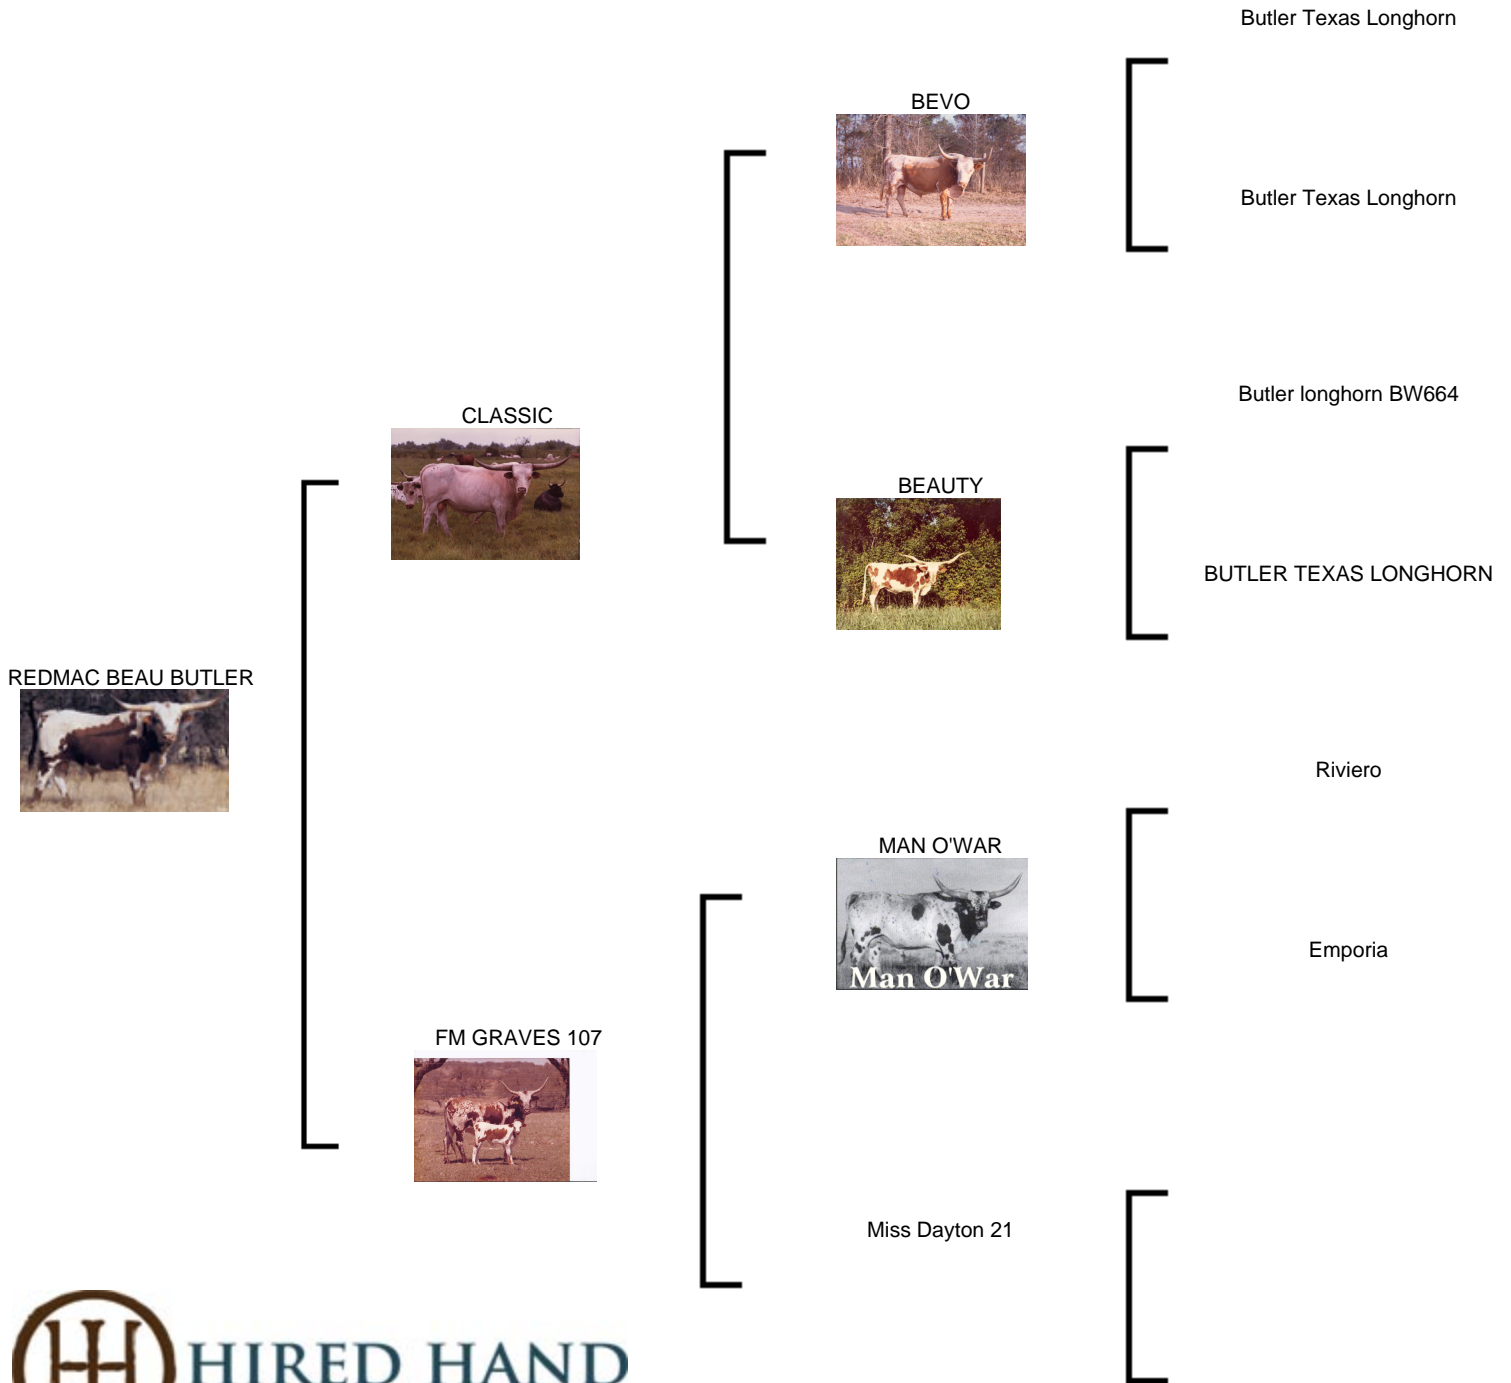 Butler Texas Longhorn
BEVO
Butler Texas Longhorn
Butler longhorn BW664
CLASSIC
BEAUTY
BUTLER TEXAS LONGHORN
REDMAC BEAU BUTLER
Riviero
MAN O'WAR
Man O'War
Emporia
FM GRAVES 107
Miss Dayton 21
HIRED HAND